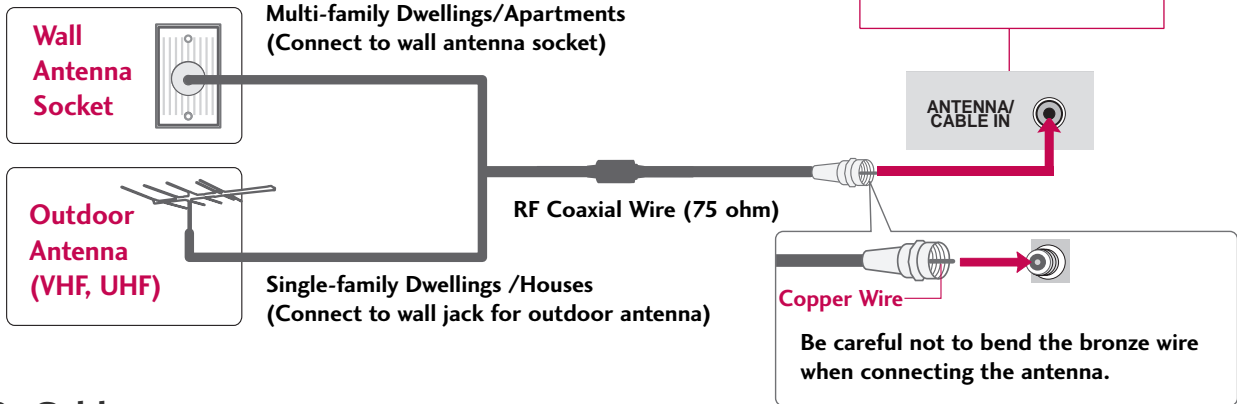 Multi-family Dwellings/Apartments
(Connect to wall antenna socket)
Wall
Antenna
Socket
ANTENNA/
CABLE IN
RF Coaxial Wire (75 ohm)
Outdoor
Antenna
(VHF, UHF)
Single-family Dwellings /Houses
(Connect to wall jack for outdoor antenna)
Copper Wire
Be careful not to bend the bronze wire
when connecting the antenna.